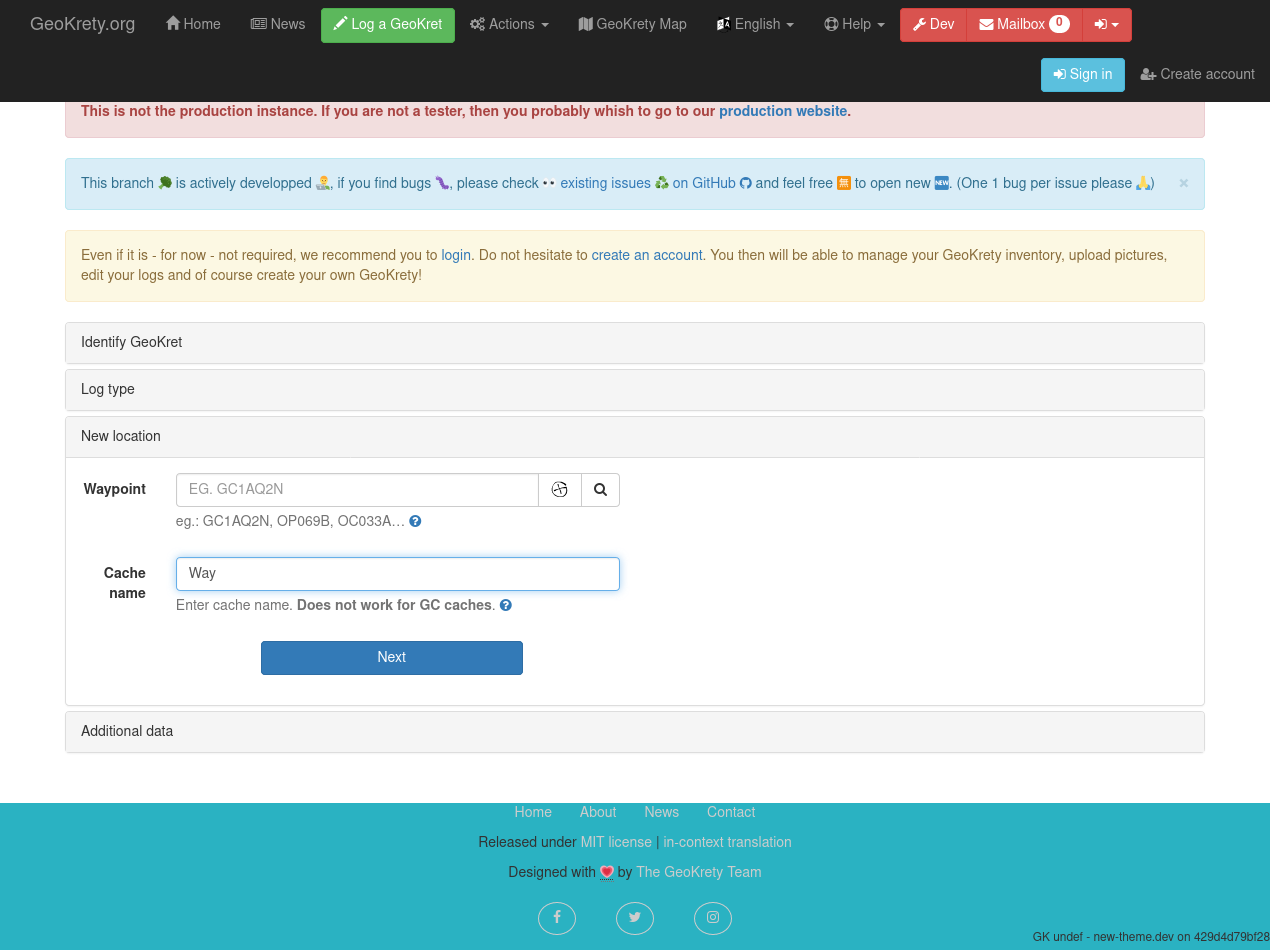 GeoKrety.org Home News Log a GeoKret Actions GeoKrety Map English Help Dev Mailbox 0
Sign in Create account
This is not the production instance. If you are not a tester, then you probably whish to go to our production website.
This branch is actively developped, if you find bugs, please check existing issues on GitHub and feel free to open new. (One 1 bug per issue please) ×
Even if it is - for now - not required, we recommend you to login. Do not hesitate to create an account. You then will be able to manage your GeoKrety inventory, upload pictures,
edit your logs and of course create your own GeoKrety!
Identify GeoKret
Log type
New location
Waypoint EG. GC1AQ2N
eg.: GC1AQ2N, OP069B, OC033A…
Cache name Way
Enter cache name. Does not work for GC caches.
Next
Additional data
Home About News Contact
Released under MIT license | in-context translation
Designed with by The GeoKrety Team
GK undef - new-theme.dev on 429d4d79bf28